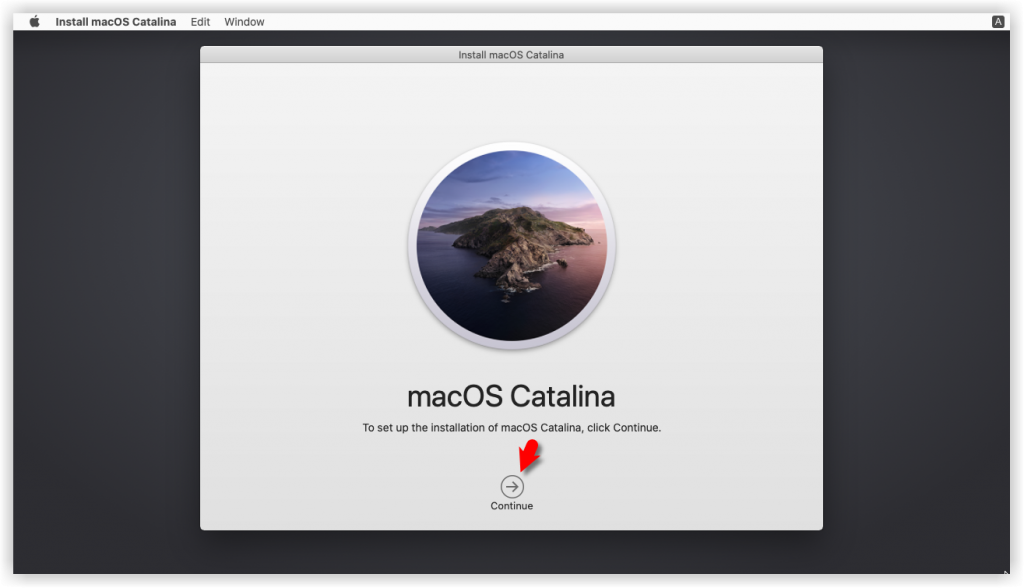 Install macOS Catalina Edit Window A
Install macOS Catalina
macOS Catalina
To set up the installation of macOS Catalina, click Continue.
Continue